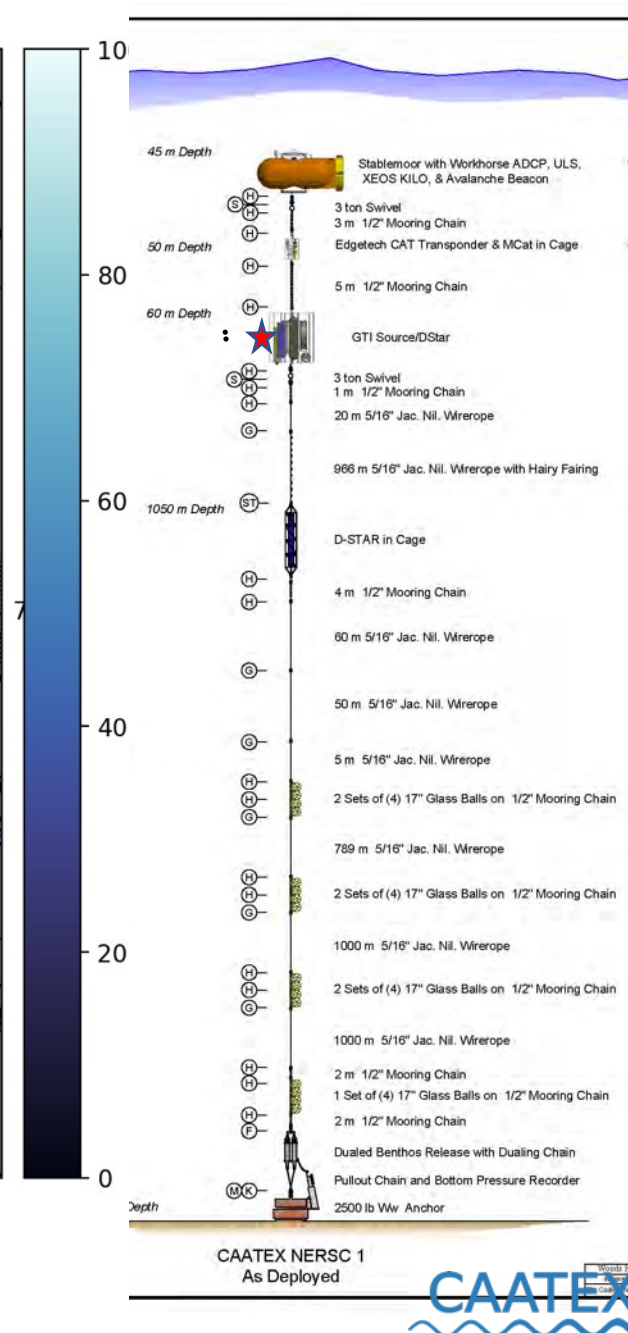 10
80
60
7
40
20
0
45 m Depth
Stablemoor with Workhorse ADCP, ULS,
XEOS KILO, & Avalanche Beacon
H
S
H
3 ton Swivel
3 m 1/2" Mooring Chain
H
50 m Depth
Edgetech CAT Transponder & MCat in Cage
H
5 m 1/2" Mooring Chain
H
60 m Depth
:
GTI Source/DStar
H
S
3 ton Swivel
H
1 m 1/2" Mooring Chain
H
20 m 5/16" Jac. Nil. Wirerope
G
966 m 5/16" Jac. Nil. Wirerope with Hairy Fairing
1050 m Depth
ST
D-STAR in Cage
H
4 m 1/2" Mooring Chain
H
60 m 5/16" Jac. Nil. Wirerope
G
50 m 5/16" Jac. Nil. Wirerope
G
5 m 5/16" Jac. Nil. Wirerope
H
H
2 Sets of (4) 17" Glass Balls on 1/2" Mooring Chain
G
789 m 5/16" Jac. Nil. Wirerope
H
H
2 Sets of (4) 17" Glass Balls on 1/2" Mooring Chain
G
1000 m 5/16" Jac. Nil. Wirerope
H
H
2 Sets of (4) 17" Glass Balls on 1/2" Mooring Chain
G
1000 m 5/16" Jac. Nil. Wirerope
H
2 m 1/2" Mooring Chain
H
1 Set of (4) 17" Glass Balls on 1/2" Mooring Chain
H
2 m 1/2" Mooring Chain
F
Dualed Benthos Release with Dualing Chain
Pullout Chain and Bottom Pressure Recorder
M K
Depth
2500 lb Ww Anchor
CAATEX NERSC 1
As Deployed
Woods
CAATEX